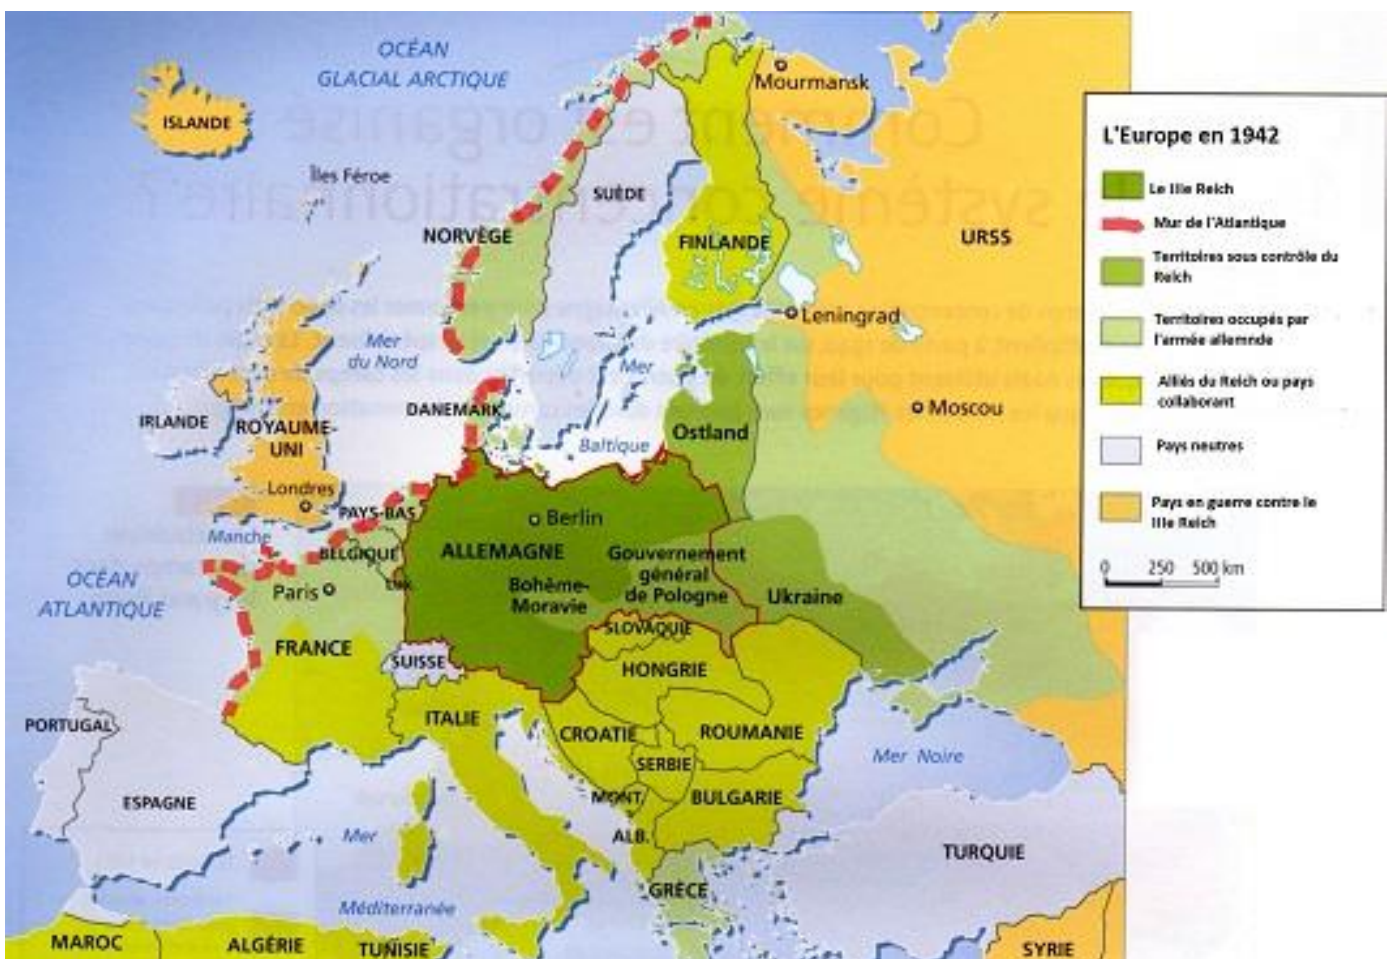 OCÉAN
GLACIAL ARCTIQUE
Mourmansk
ISLANDE
L'Europe en 1942
Îles Féroe
SUÈDE
Le IIIe Reich
Mur de l'Atlantique
NORVÈGE
FINLANDE
URSS
Territoires sous contrôle du
Reich
Leningrad
Territoires occupés par
l'armée allemnde
Mer
du Nord
Mer
Baltique
Alliés du Reich ou pays
collaborant
DANEMARK
Moscou
IRLANDE
ROYAUME-
UNI
Ostland
Pays neutres
Londres
PAYS-BAS
Berlin
Pays en guerre contre le
IIIe Reich
Manche
BELGIQUE
ALLEMAGNE
Gouvernement
général
de Pologne
0 250 500 km
OCÉAN
ATLANTIQUE
Paris
Lux.
Bohème-
Moravie
Ukraine
SLOVAQUIE
FRANCE
SUISSE
HONGRIE
PORTUGAL
ITALIE
CROATIE
ROUMANIE
Mer Noire
SERBIE
ESPAGNE
MONT.
BULGARIE
Mer
Méditerranée
ALB.
TURQUIE
GRÈCE
MAROC
ALGÉRIE
TUNISIE
SYRIE